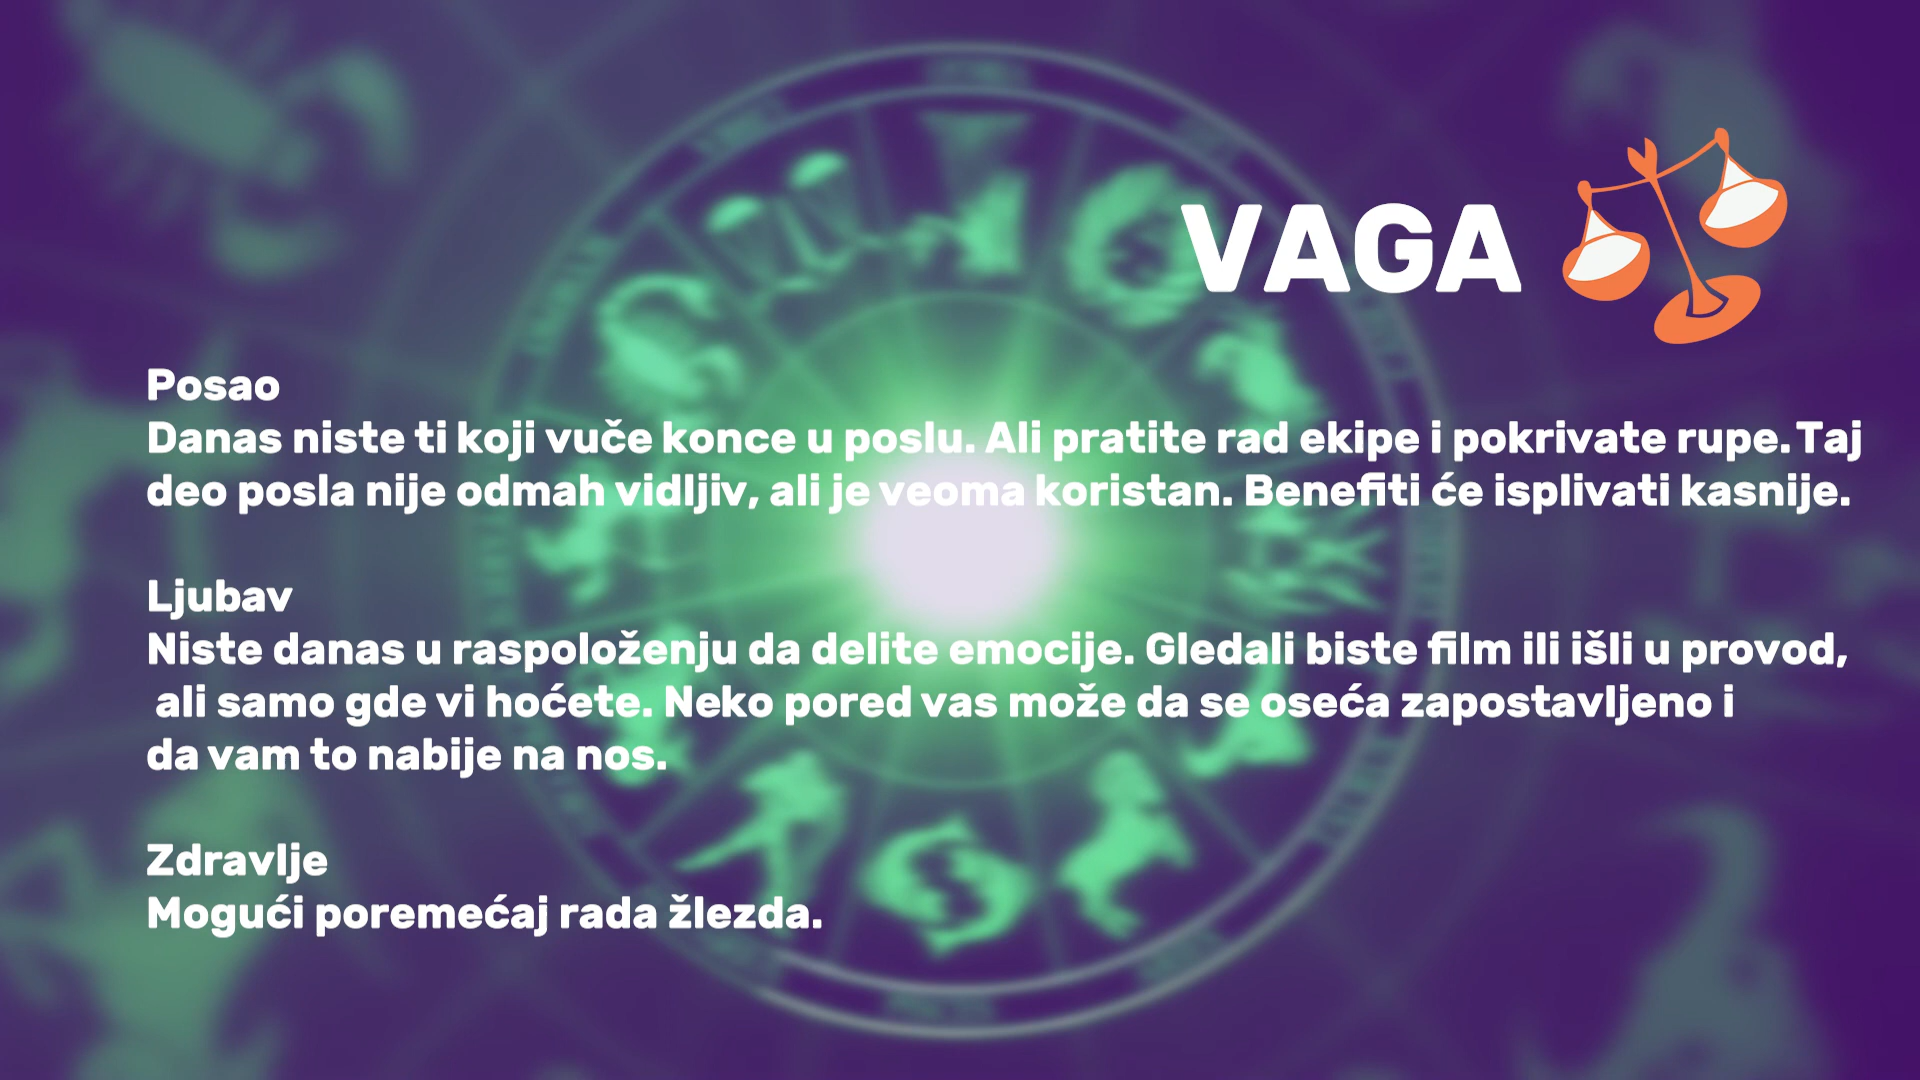 VAGA
Posao
Danas niste ti koji vuče konce u poslu. Ali pratite rad ekipe i pokrivate rupe. Taj
deo posla nije odmah vidljiv, ali je veoma koristan. Benefiti će isplivati kasnije.
Ljubav
Niste danas u raspoloženju da delite emocije. Gledali biste film ili išli u provod,
ali samo gde vi hoćete. Neko pored vas može da se oseća zapostavljeno i
da vam to nabije na nos.
Zdravlje
Mogući poremećaj rada žlezda.